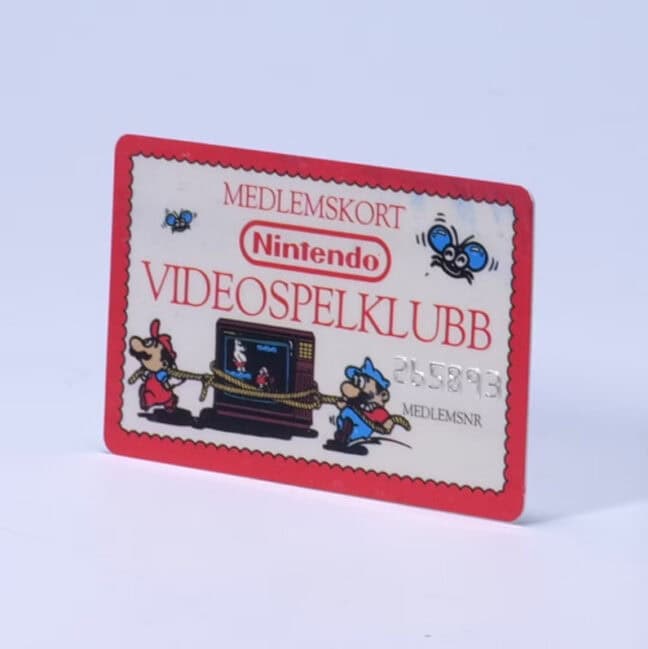 MEDLEMSKORT
Nintendo
VIDEOSPELKLUBB
265893
MEDLEMSNR